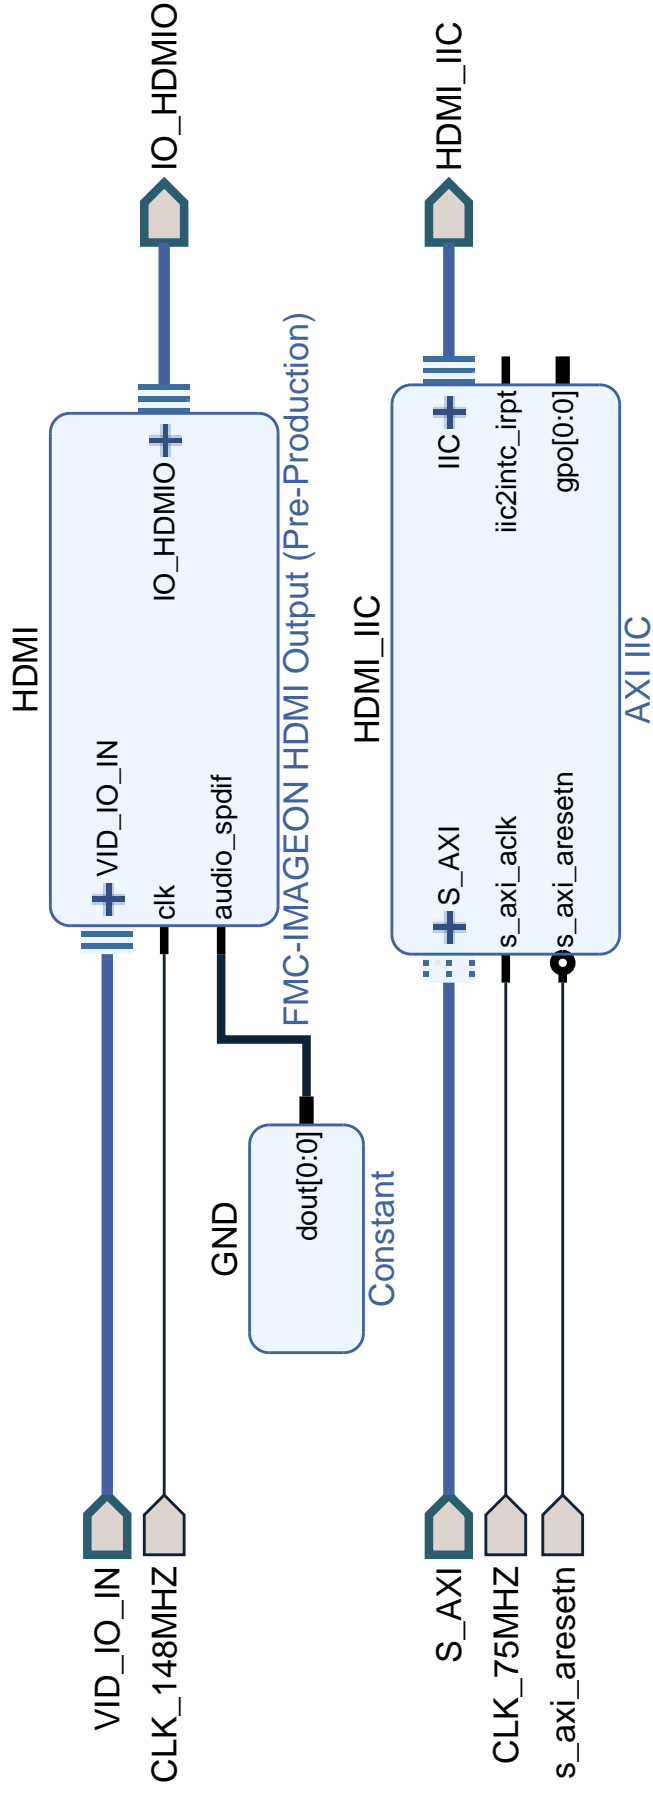 HDMI
VID_IO_IN
clk
audio_spdif
IO_HDMIO
FMC-IMAGEON HDMI Output (Pre-Production)
IO_HDMIO
VID_IO_IN
CLK_148MHZ
GND
dout[0:0]
Constant
HDMI_IIC
S_AXI
s_axi_aclk
s_axi_aresetn
IIC
iic2intc_irpt
gpo[0:0]
AXI IIC
HDMI_IIC
S_AXI
CLK_75MHZ
s_axi_aresetn